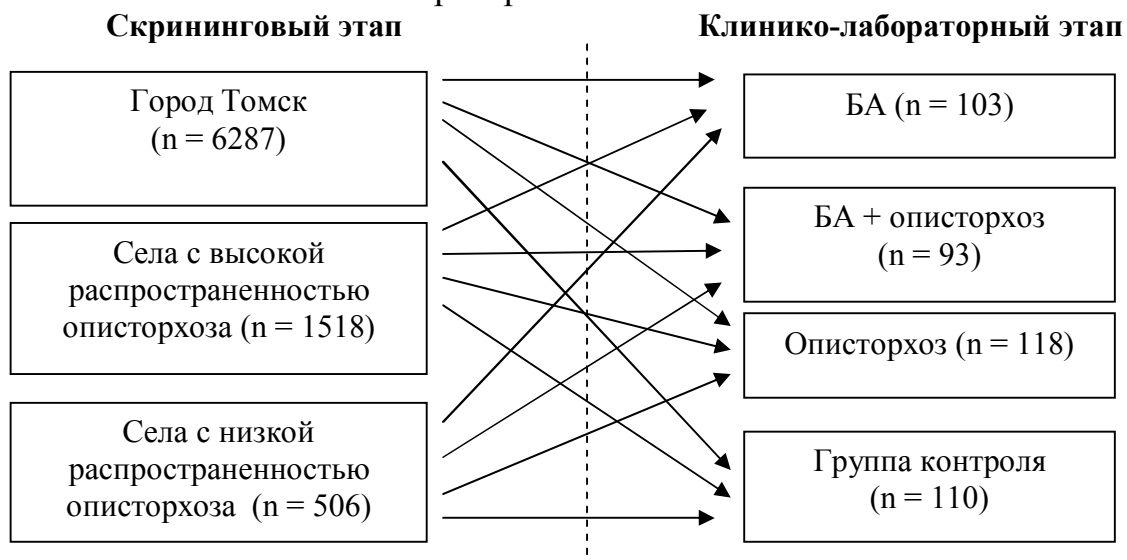 Скрининговый этап
Клинико-лабораторный этап
Город Томск
(n = 6287)
Села с высокой
распространенностью
описторхоза (n = 1518)
Села с низкой
распространенностью
описторхоза (n = 506)
БА (n = 103)
БА + описторхоз
(n = 93)
Описторхоз (n = 118)
Группа контроля
(n = 110)